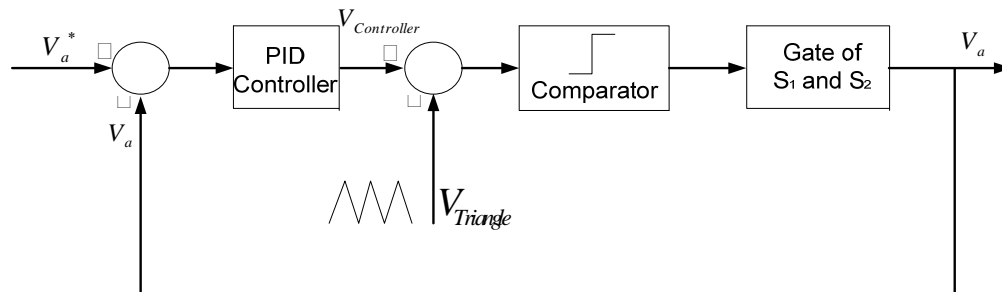 V_a^*
PID
Controller
V_Controller
Comparator
Gate of
S₁ and S₂
V_a
V_a
V_Triangle